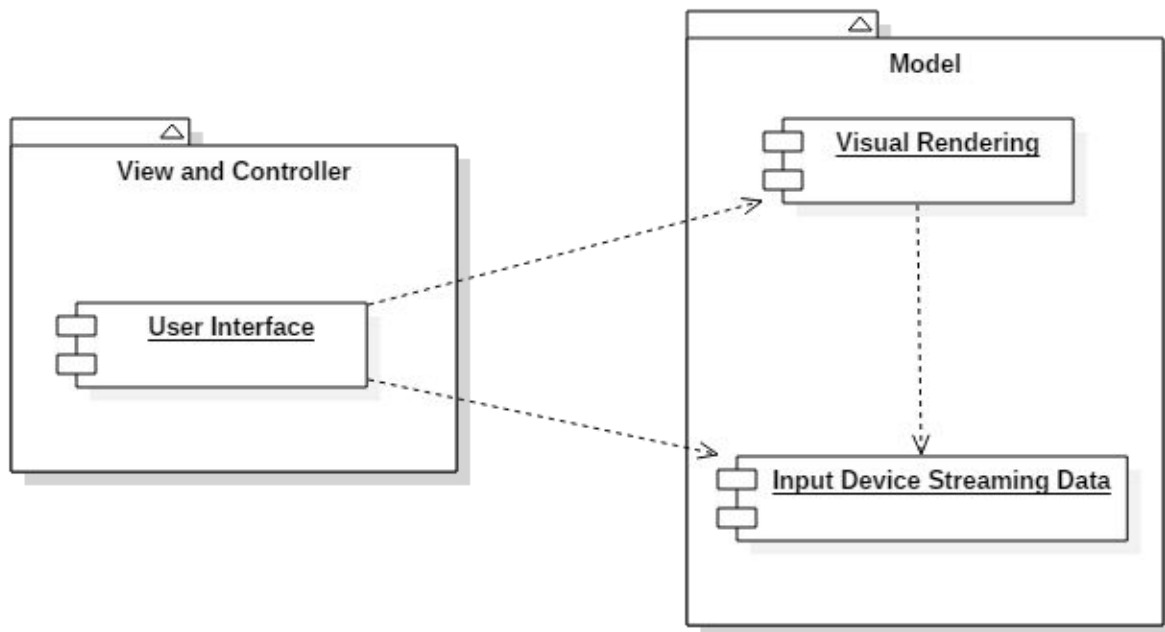 View and Controller
User Interface
Model
Visual Rendering
Input Device Streaming Data